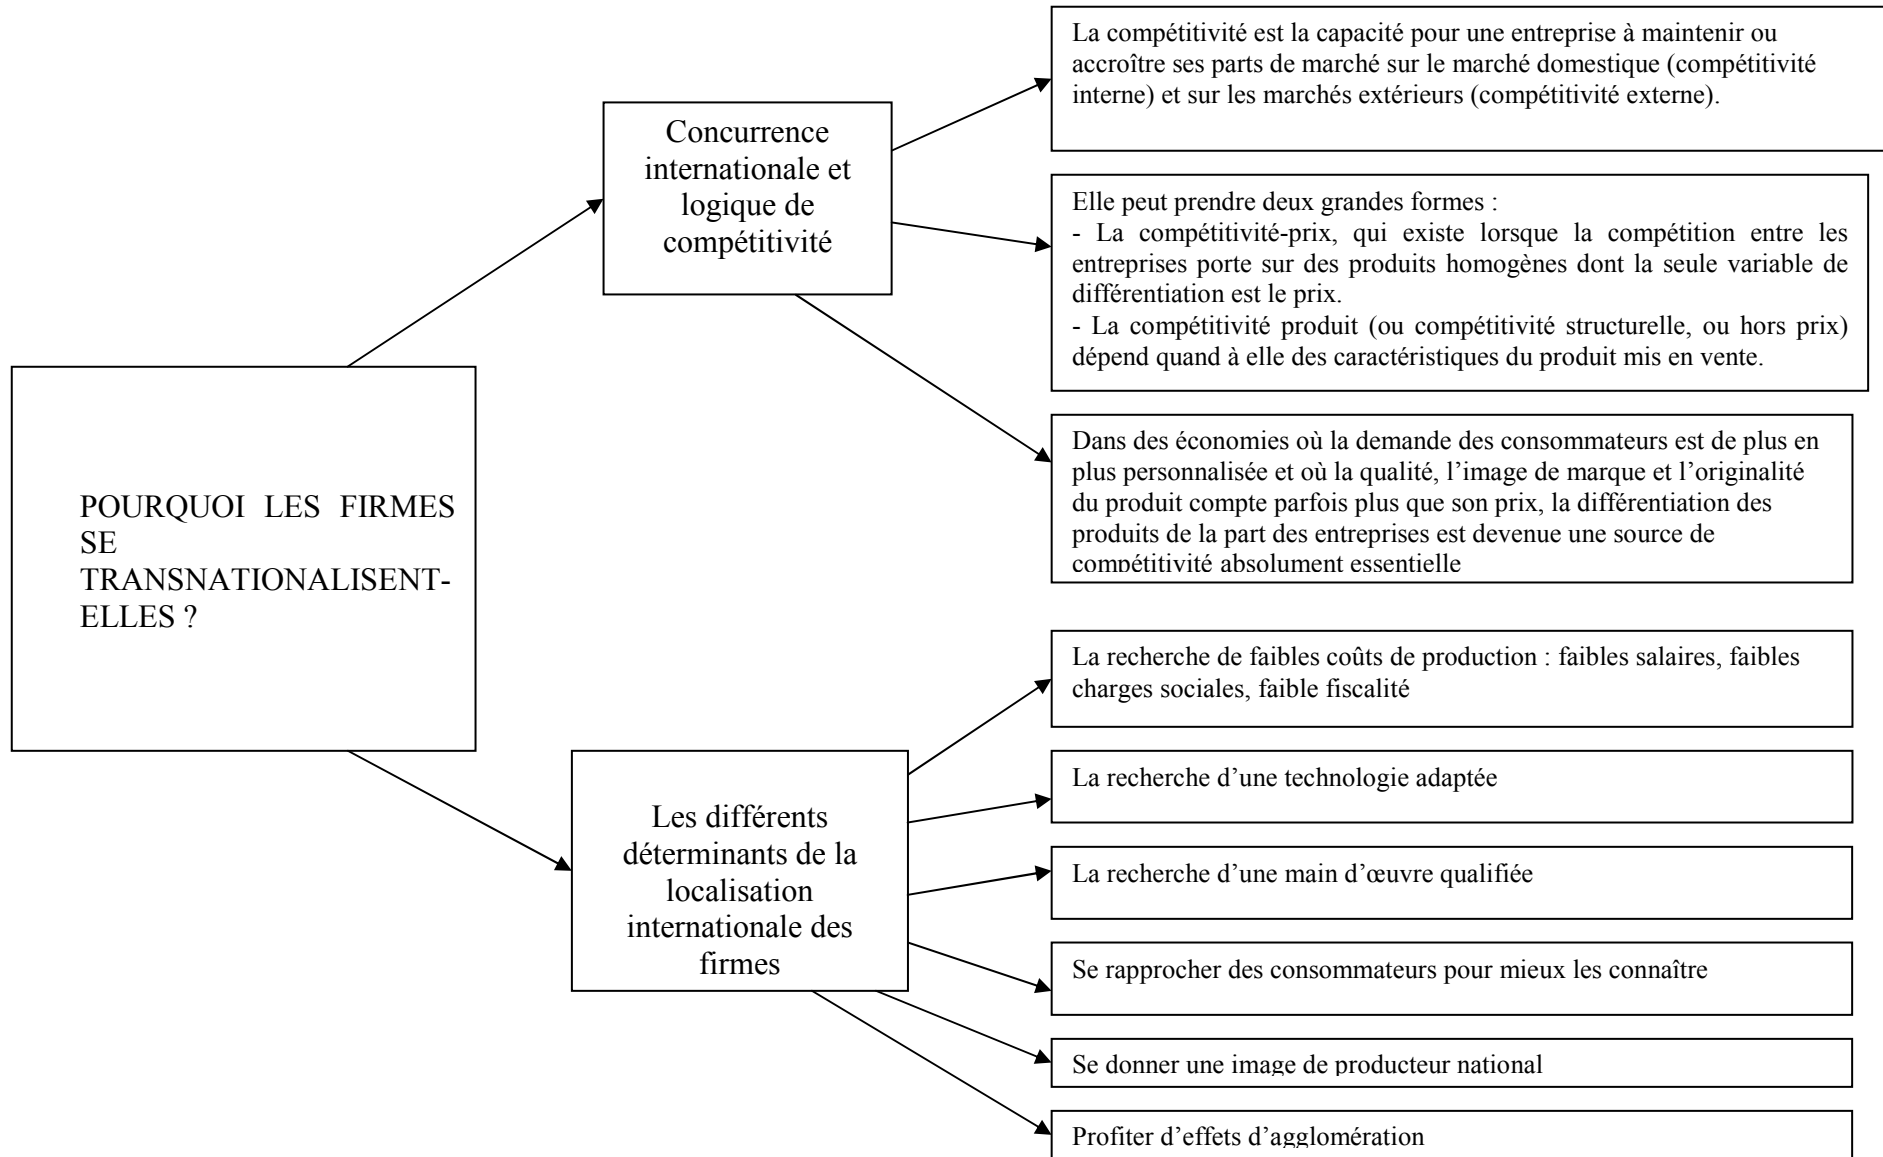 POURQUOI LES FIRMES
SE
TRANSNATIONALISENT-
ELLES ?
Concurrence
internationale et
logique de
compétitivité
La compétitivité est la capacité pour une entreprise à maintenir ou
accroître ses parts de marché sur le marché domestique (compétitivité
interne) et sur les marchés extérieurs (compétitivité externe).
Elle peut prendre deux grandes formes :
- La compétitivité-prix, qui existe lorsque la compétition entre les
entreprises porte sur des produits homogènes dont la seule variable de
différentiation est le prix.
- La compétitivité produit (ou compétitivité structurelle, ou hors prix)
dépend quand à elle des caractéristiques du produit mis en vente.
Dans des économies où la demande des consommateurs est de plus en
plus personnalisée et où la qualité, l’image de marque et l’originalité
du produit compte parfois plus que son prix, la différentiation des
produits de la part des entreprises est devenue une source de
compétitivité absolument essentielle
Les différents
déterminants de la
localisation
internationale des
firmes
La recherche de faibles coûts de production : faibles salaires, faibles
charges sociales, faible fiscalité
La recherche d’une technologie adaptée
La recherche d’une main d’œuvre qualifiée
Se rapprocher des consommateurs pour mieux les connaître
Se donner une image de producteur national
Profiter d’effets d’agglomération